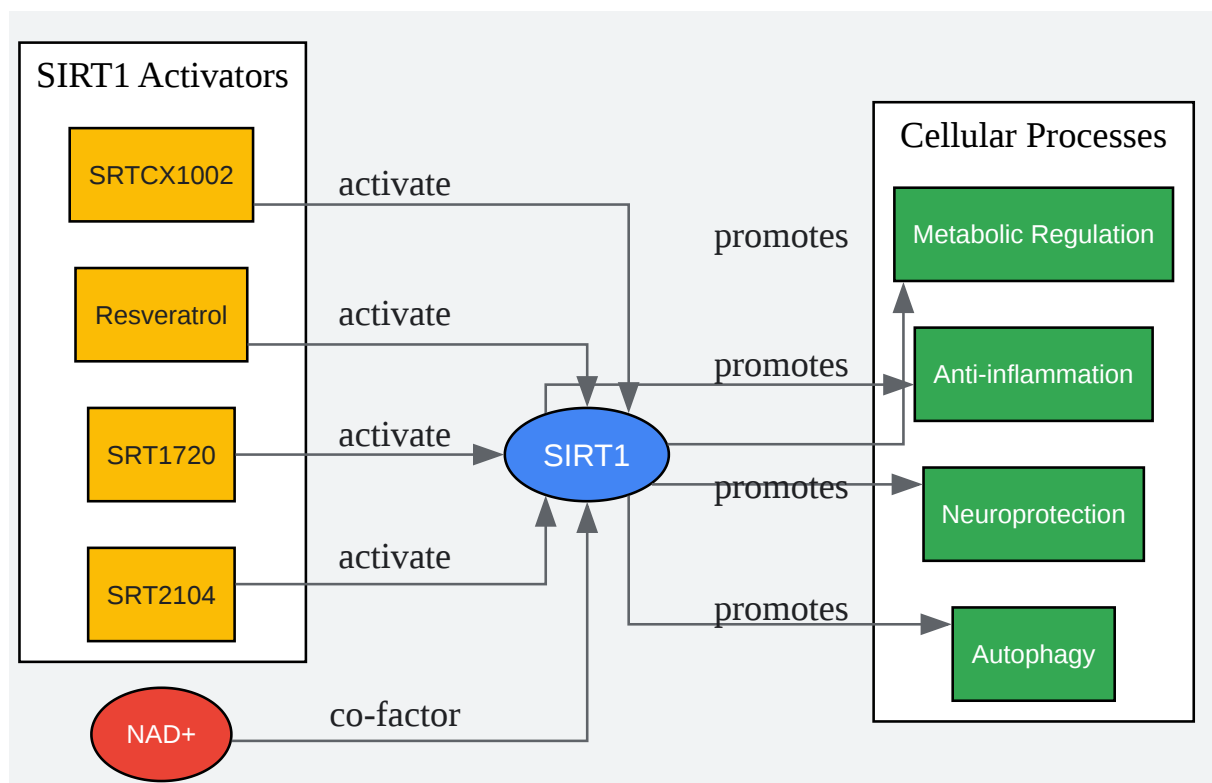 SIRT1 Activators
SRTCX1002
Resveratrol
SRT1720
SRT2104
NAD+
activate
activate
activate
activate
co-factor
SIRT1
promotes
promotes
promotes
promotes
Cellular Processes
Metabolic Regulation
Anti-inflammation
Neuroprotection
Autophagy